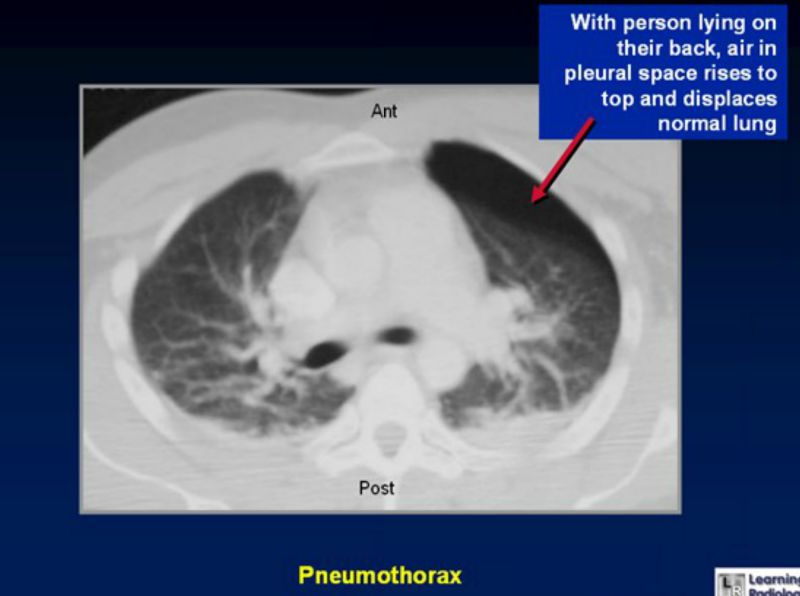 With person lying on
their back, air in
pleural space rises to
top and displaces
normal lung
Ant
Post
Pneumothorax
LR
Learning